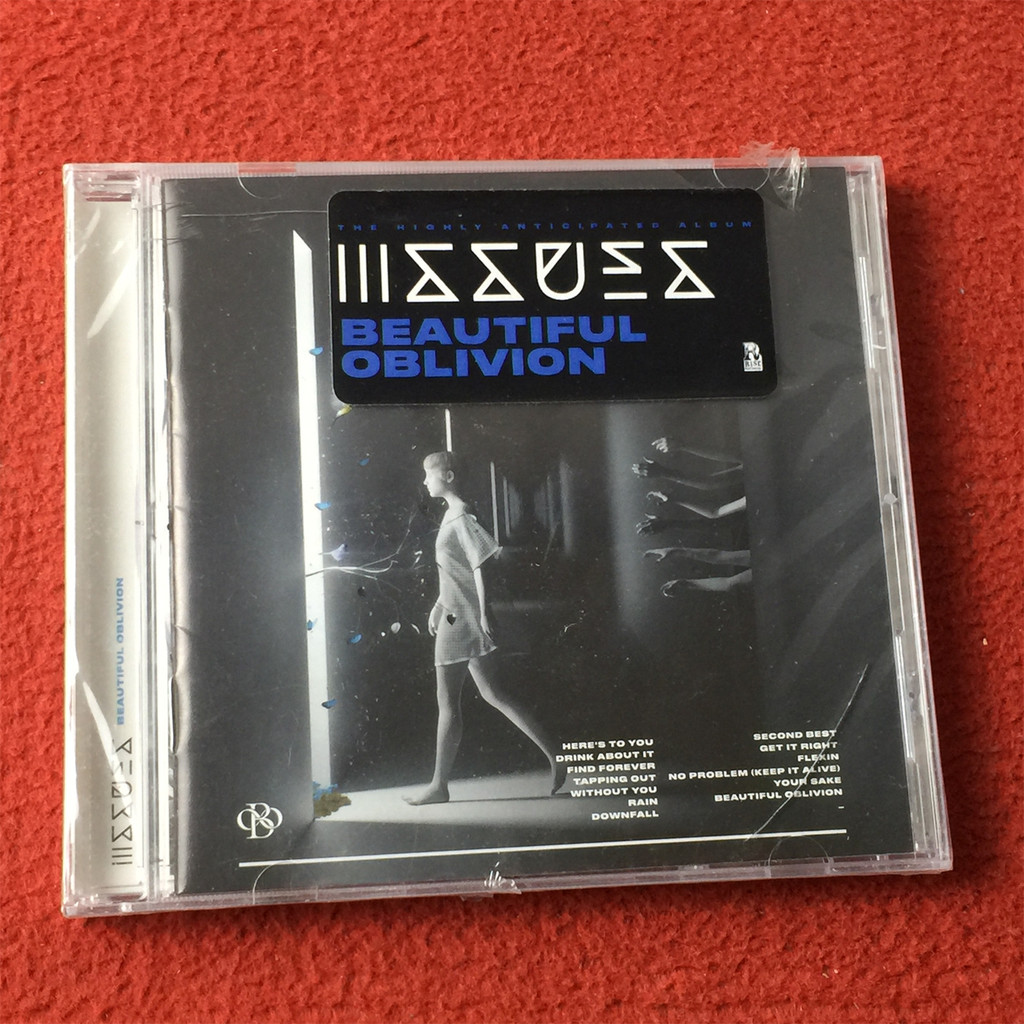 THE HIGHLY ANTICIPATED ALBUM
ISSUES
BEAUTIFUL
OBLIVION
RISE
HERE'S TO YOU
DRINK ABOUT IT
FIND FOREVER
TAPPING OUT
WITHOUT YOU
RAIN
DOWNFALL
SECOND BEST
GET IT RIGHT
FLEXIN
NO PROBLEM (KEEP IT ALIVE)
YOUR SAKE
BEAUTIFUL OBLIVION
ISSUES BEAUTIFUL OBLIVION